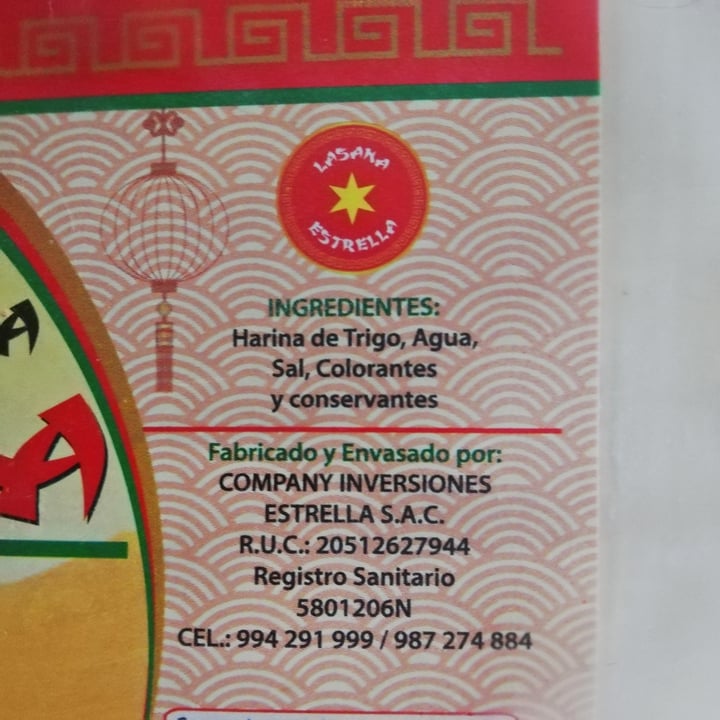 LASAKA
ESTRELLA
INGREDIENTES:
Harina de Trigo, Agua,
Sal, Colorantes
y conservantes
Fabricado y Envasado por:
COMPANY INVERSIONES
ESTRELLA S.A.C.
R.U.C.: 20512627944
Registro Sanitario
5801206N
CEL.: 994 291 999 / 987 274 884
A
A